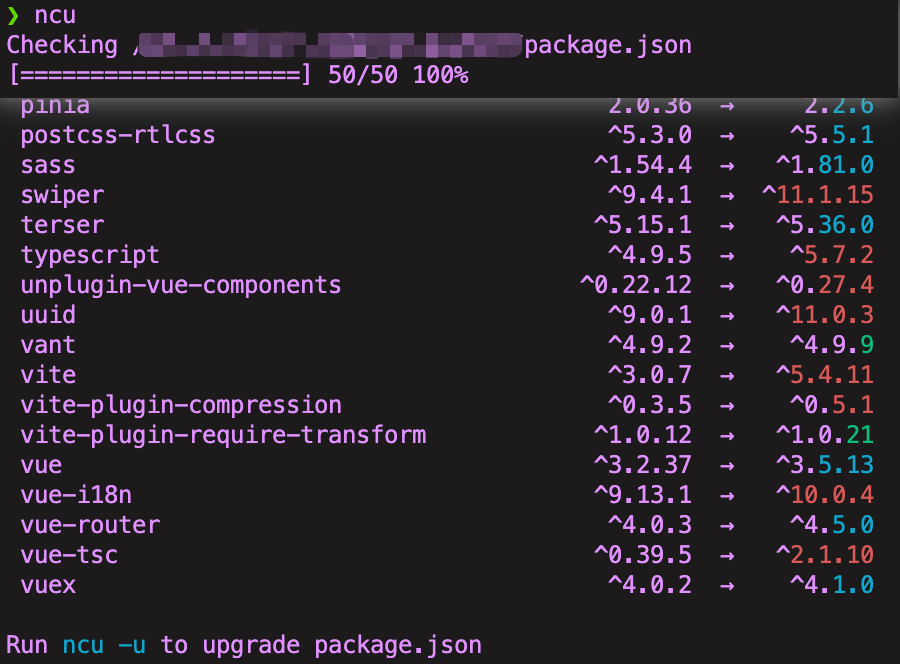 ❯ ncu
Checking / package.json
[====================] 50/50 100%
pinia 2.0.36 → 2.2.6
postcss-rtlcss ^5.3.0 → ^5.5.1
sass ^1.54.4 → ^1.81.0
swiper ^9.4.1 → ^11.1.15
terser ^5.15.1 → ^5.36.0
typescript ^4.9.5 → ^5.7.2
unplugin-vue-components ^0.22.12 → ^0.27.4
uuid ^9.0.1 → ^11.0.3
vant ^4.9.2 → ^4.9.9
vite ^3.0.7 → ^5.4.11
vite-plugin-compression ^0.3.5 → ^0.5.1
vite-plugin-require-transform ^1.0.12 → ^1.0.21
vue ^3.2.37 → ^3.5.13
vue-i18n ^9.13.1 → ^10.0.4
vue-router ^4.0.3 → ^4.5.0
vue-tsc ^0.39.5 → ^2.1.10
vuex ^4.0.2 → ^4.1.0
Run ncu -u to upgrade package.json